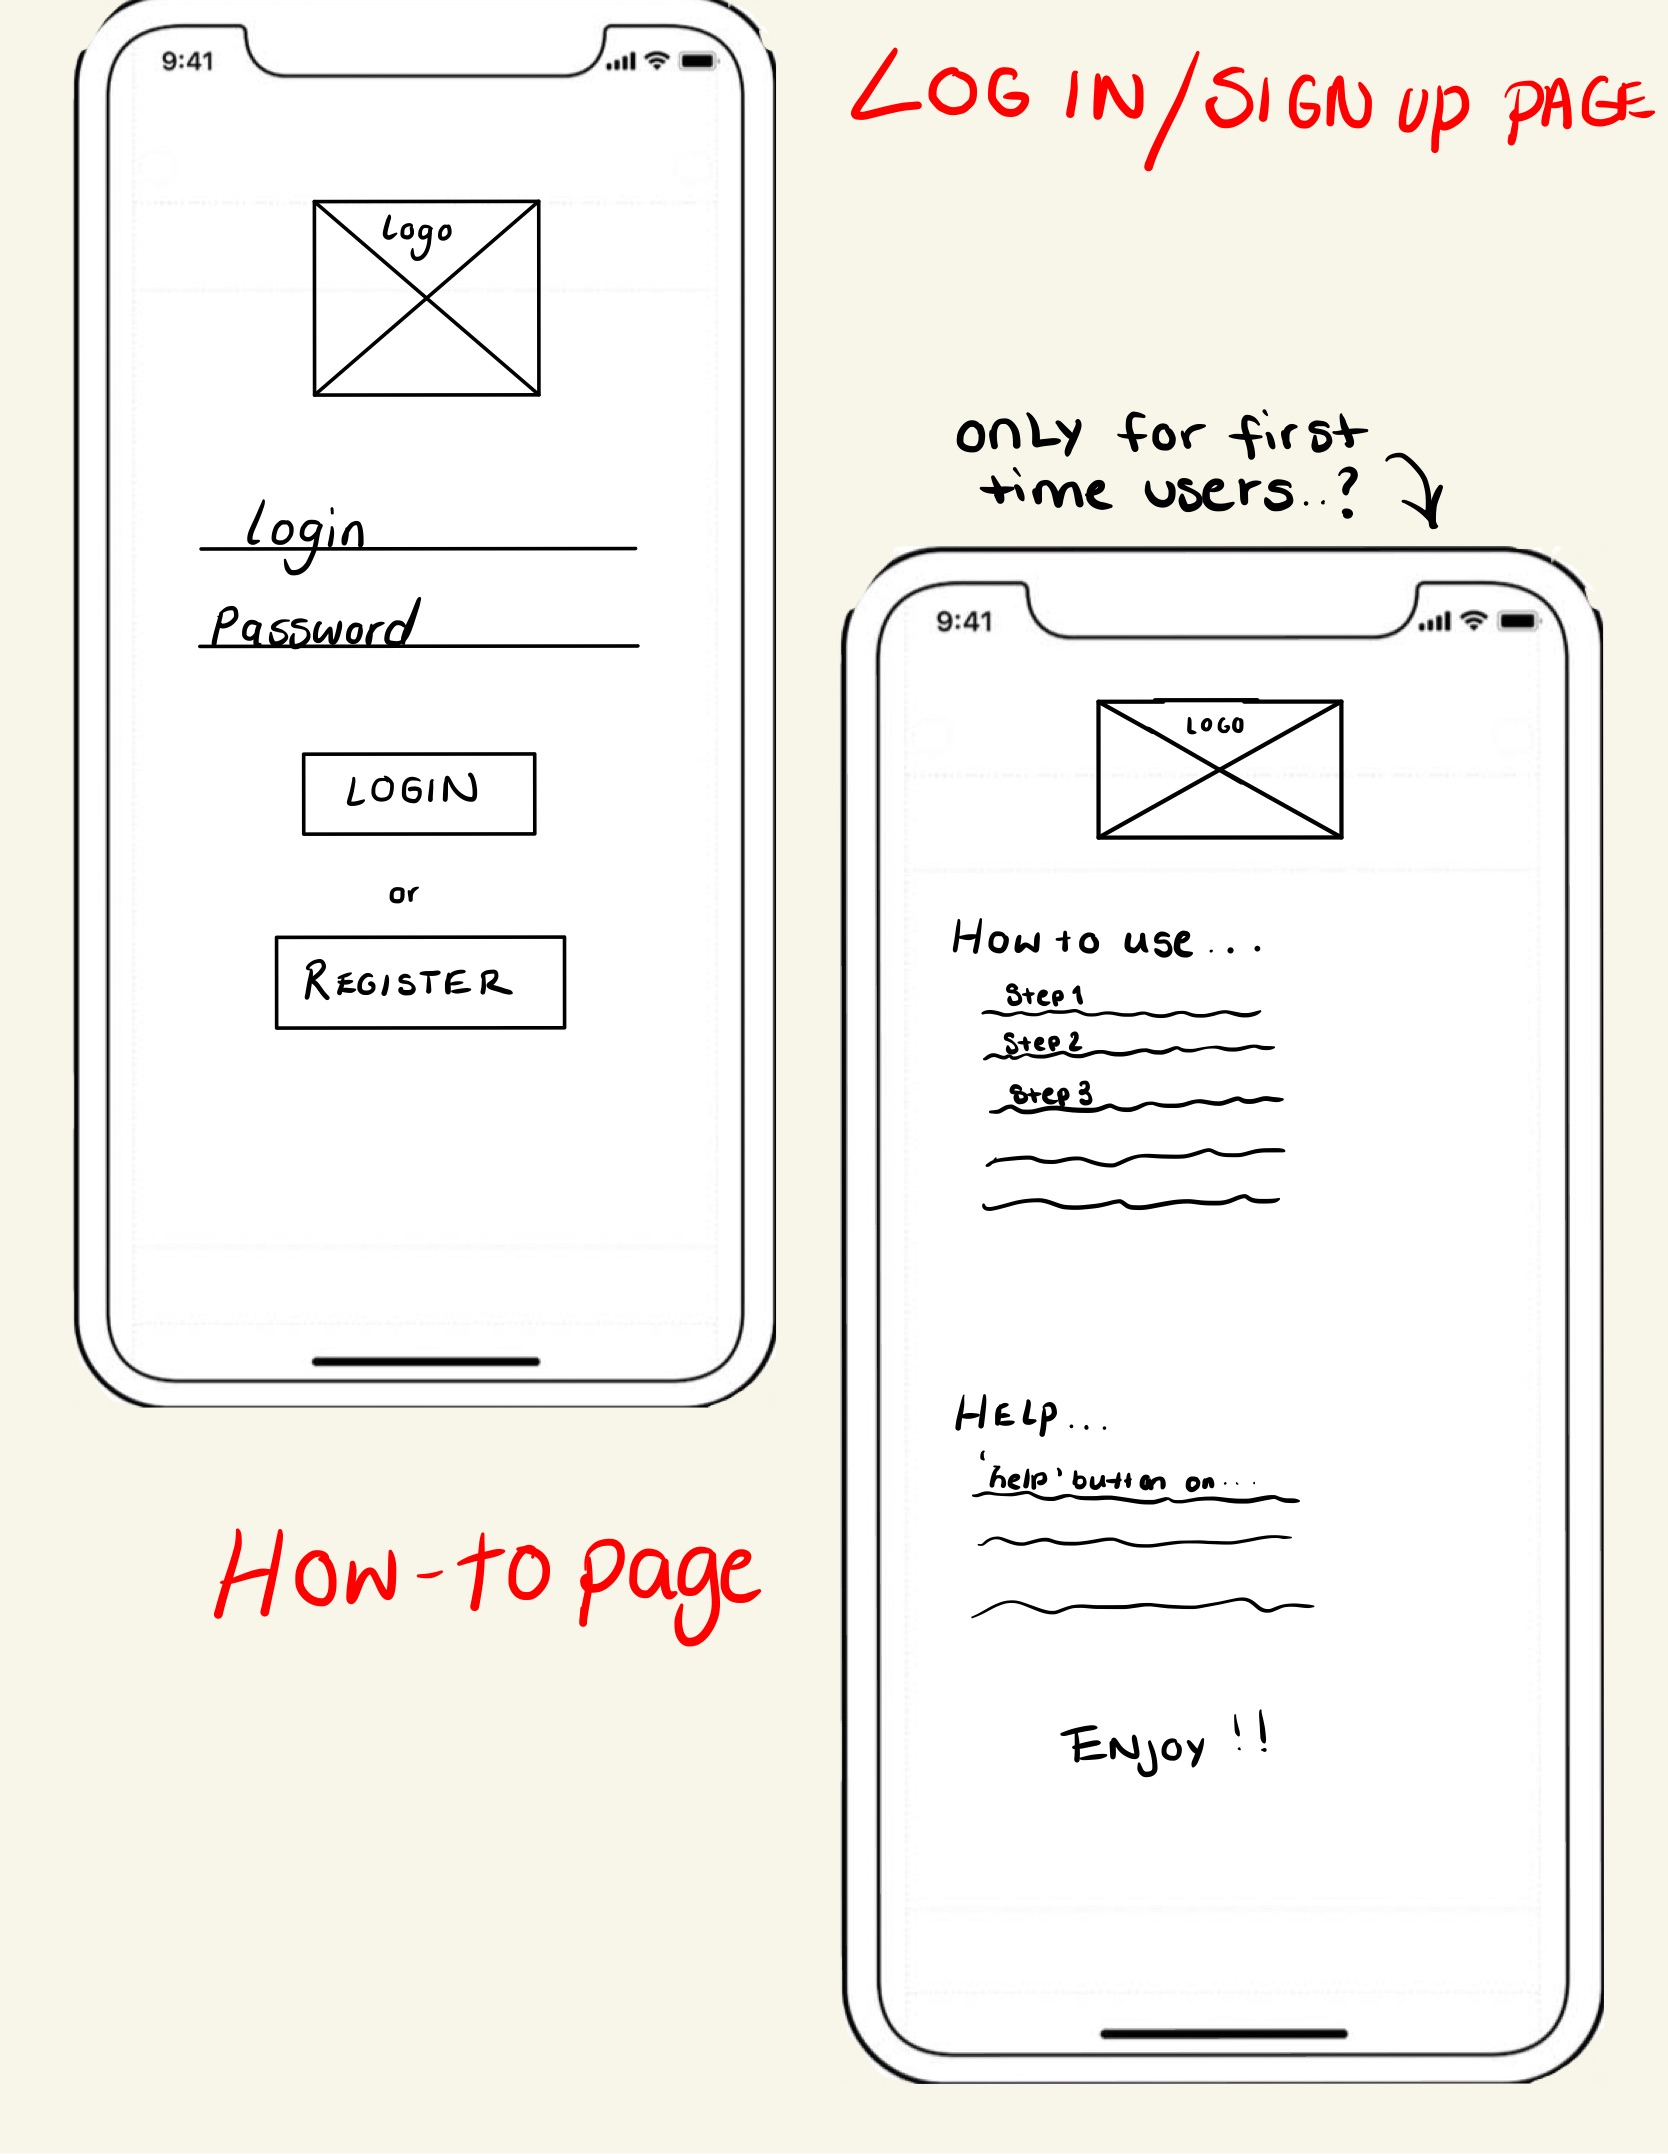 9:41
LOG IN/SIGN UP PAGE
Logo
Login
Password
LOGIN
or
REGISTER
only for first
time users..?
9:41
LOGO
How to use...
Step 1
Step 2
Step 3
HELP...
'help' button on....
Enjoy!!
How-to page